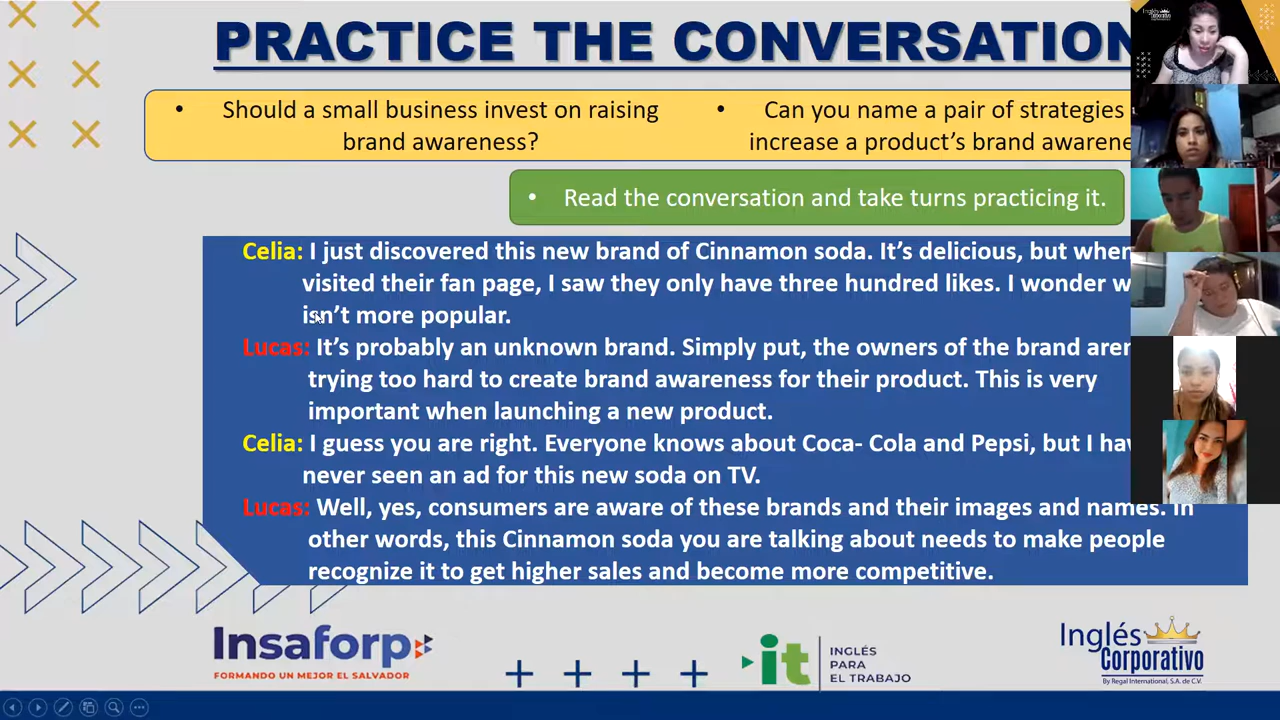 PRACTICE THE CONVERSATION
• Should a small business invest on raising
brand awareness?
• Can you name a pair of strategies
increase a product’s brand
• Read the conversation and take turns practicing it.
Celia: I just discovered this new brand of Cinnamon soda. It’s delicious, but
visited their fan page, I saw they only have three hundred likes. I wonder
isn’t more popular.
Lucas: It’s probably an unknown brand. Simply put, the owners of the brand
trying too hard to create brand awareness for their product. This is very
important when launching a new product.
Celia: I guess you are right. Everyone knows about Coca- Cola and Pepsi, but I
never seen an ad for this new soda on TV.
Lucas: Well, yes, consumers are aware of these brands and their images and names. In
other words, this Cinnamon soda you are talking about needs to make people
recognize it to get higher sales and become more competitive.
Insaforp
FORMANDO UN MEJOR EL SALVADOR
it
INGLÉS
PARA
EL TRABAJO
Inglés
Corporativo
By Regal International, S.A. de C.V.